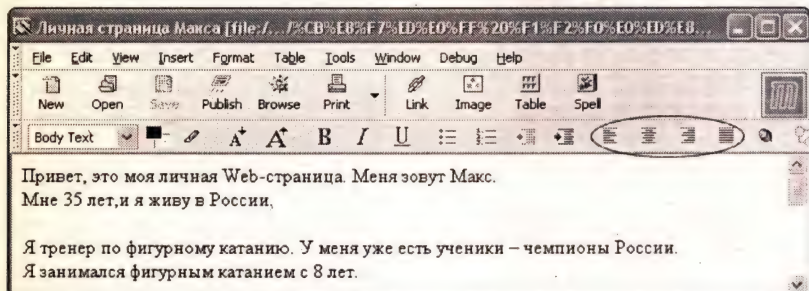 Личная страница Макса [file:/.../%CB%E8%F7%ED%E0%FF%20%F1%F2%F0%E0%ED%E8...
File Edit View Insert Format Table Tools Window Debug Help
New Open Save Publish Browse Print Link Image Table Spell
Body Text A A B I U
Привет, это моя личная Web-страница. Меня зовут Макс.
Мне 35 лет,и я живу в России,
Я тренер по фигурному катанию. У меня уже есть ученики – чемпионы России.
Я занимался фигурным катанием с 8 лет.